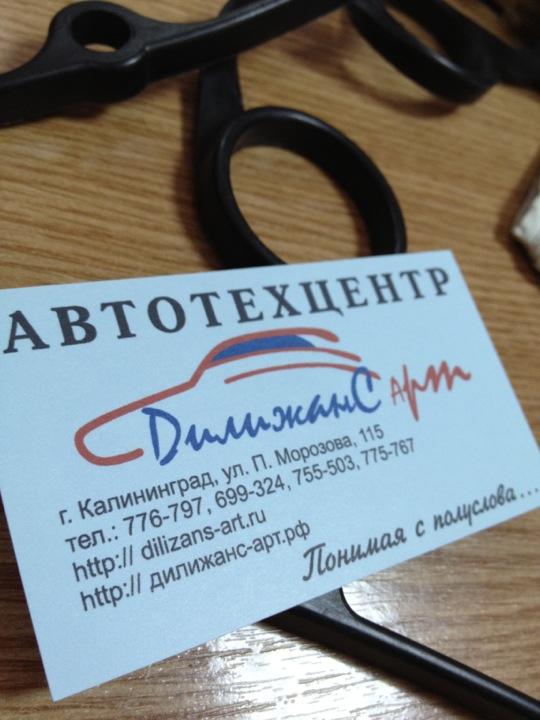 АВТОТЕХЦЕНТР
ДилижанС арт
г. Калининград, ул. П. Морозова, 115
тел.: 776-797, 699-324, 755-503, 775-767
http:// dilizans-art.ru
http:// дилижанс-арт.рф
Понимая с полуслова...